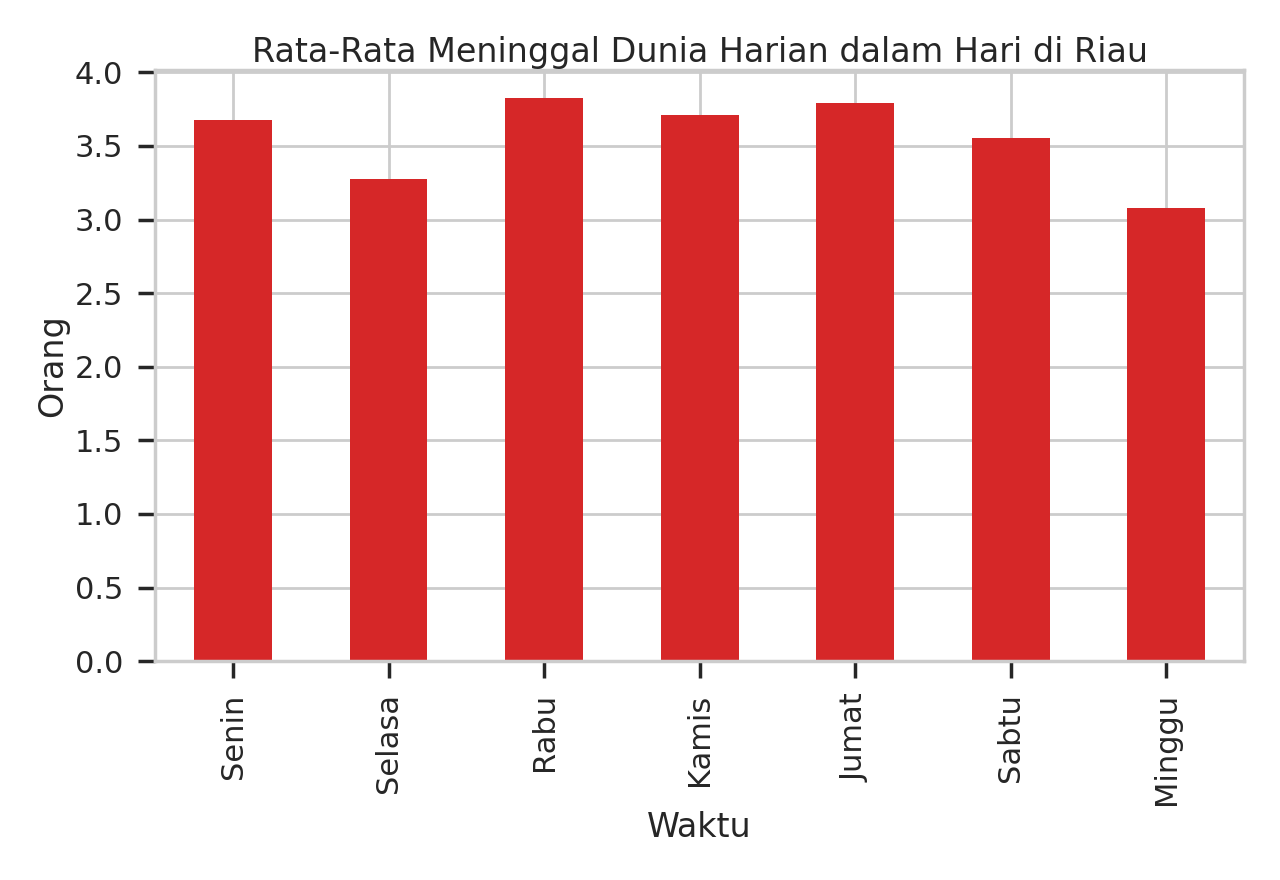 Rata-Rata Meninggal Dunia Harian dalam Hari di Riau
4.0
3.5
3.0
2.5
2.0
1.5
1.0
0.5
0.0
Orang
Senin
Selasa
Rabu
Kamis
Jumat
Sabtu
Minggu
Waktu